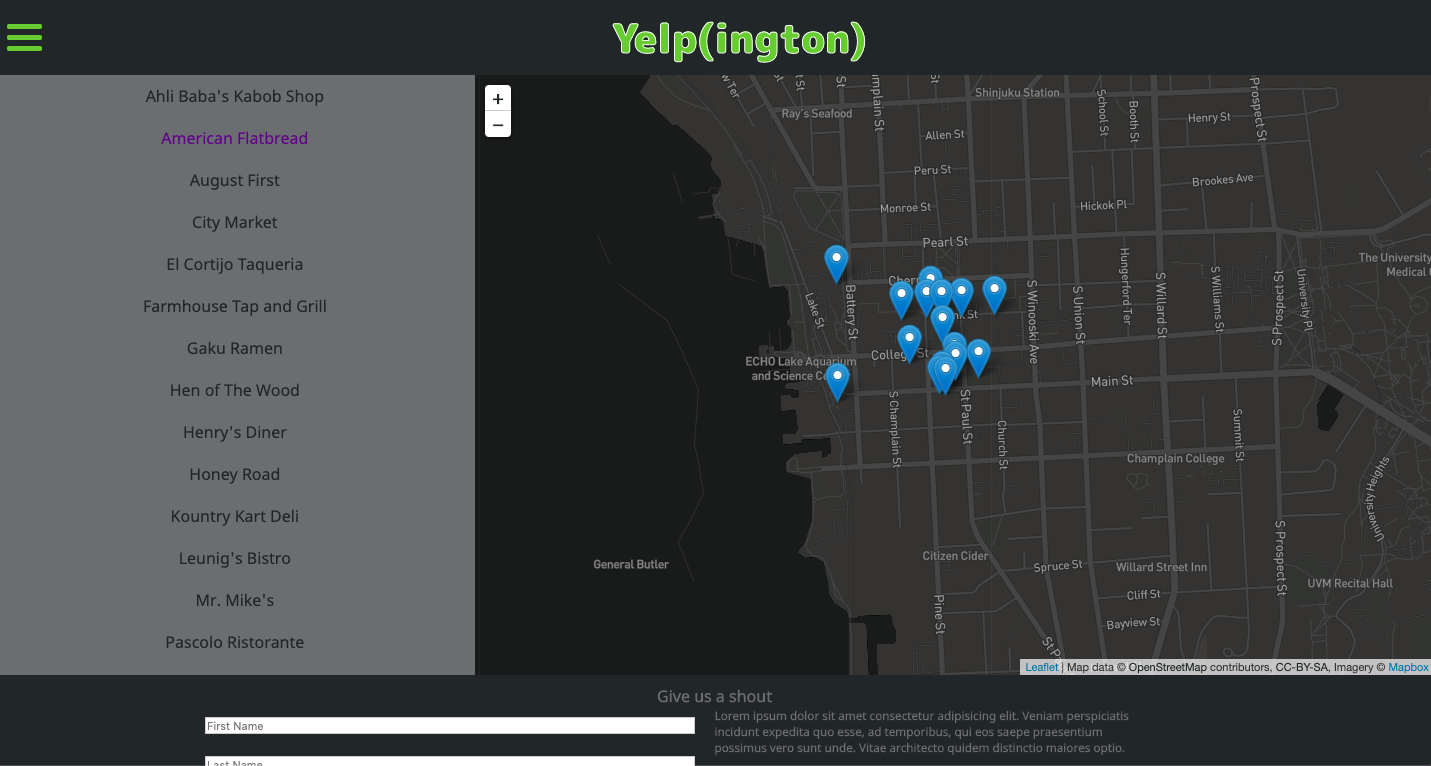 Yelp(ington)
Ahli Baba's Kabob Shop
American Flatbread
August First
City Market
El Cortijo Taqueria
Farmhouse Tap and Grill
Gaku Ramen
Hen of The Wood
Henry's Diner
Honey Road
Kountry Kart Deli
Leunig's Bistro
Mr. Mike's
Pascolo Ristorante
+
−
Shinjuku Station
Ray's Seafood
School St
Booth St
Henry St
Prospect St
Allen St
Peru St
Brookes Ave
Monroe St
Hickok Pl
Pearl St
The University
Medical
Hungerford Ter
S Willard St
S Williams St
S Prospect St
University Pl
Lake St
Battery St
S Winooski Ave
S Union St
College St
ECHO Lake Aquarium
and Science
Main St
S Champlain St
St Paul St
Church St
Summit St
Champlain College
University Heights
S Prospect St
Citizen Cider
General Butler
Spruce St
Willard Street Inn
UVM Recital Hall
Cliff St
Pine St
Bayview St
Leaflet | Map data © OpenStreetMap contributors, CC-BY-SA, Imagery © Mapbox
Give us a shout
First Name
Last Name
Lorem ipsum dolor sit amet consectetur adipisicing elit. Veniam perspiciatis
incidunt expedita quo esse, ad temporibus, qui eos saepe praesentium
possimus vero sunt unde. Vitae architecto quidem distinctio maiores optio.